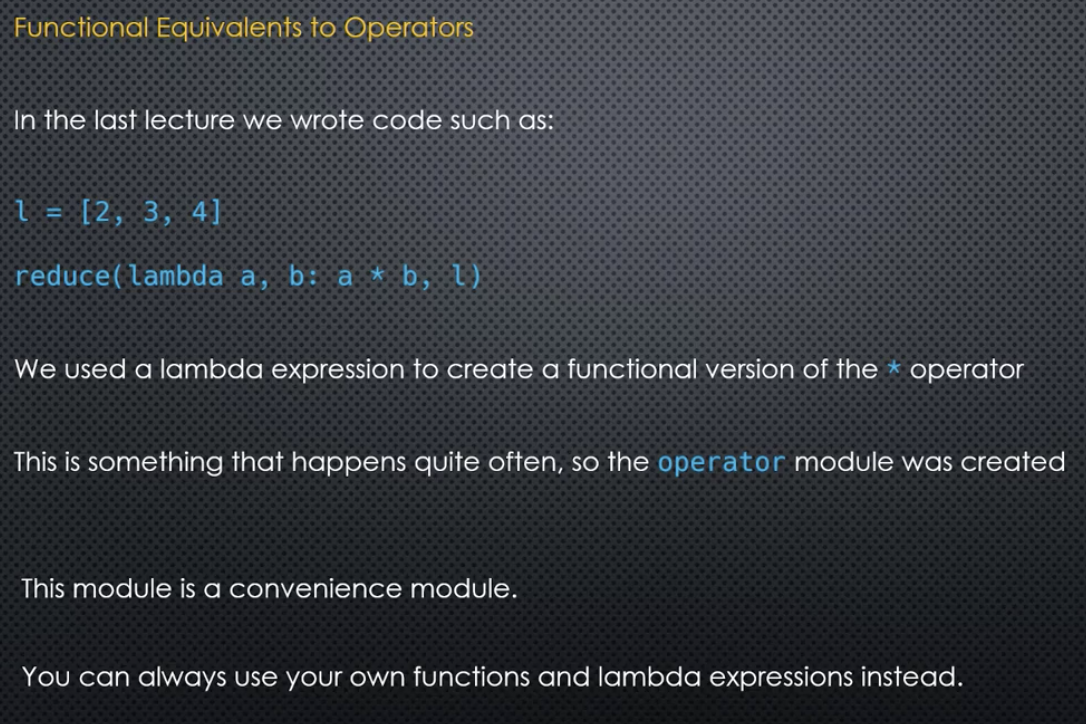 Functional Equivalents to Operators
In the last lecture we wrote code such as:
l = [2, 3, 4]
reduce(lambda a, b: a * b, l)
We used a lambda expression to create a functional version of the * operator
This is something that happens quite often, so the operator module was created
This module is a convenience module.
You can always use your own functions and lambda expressions instead.